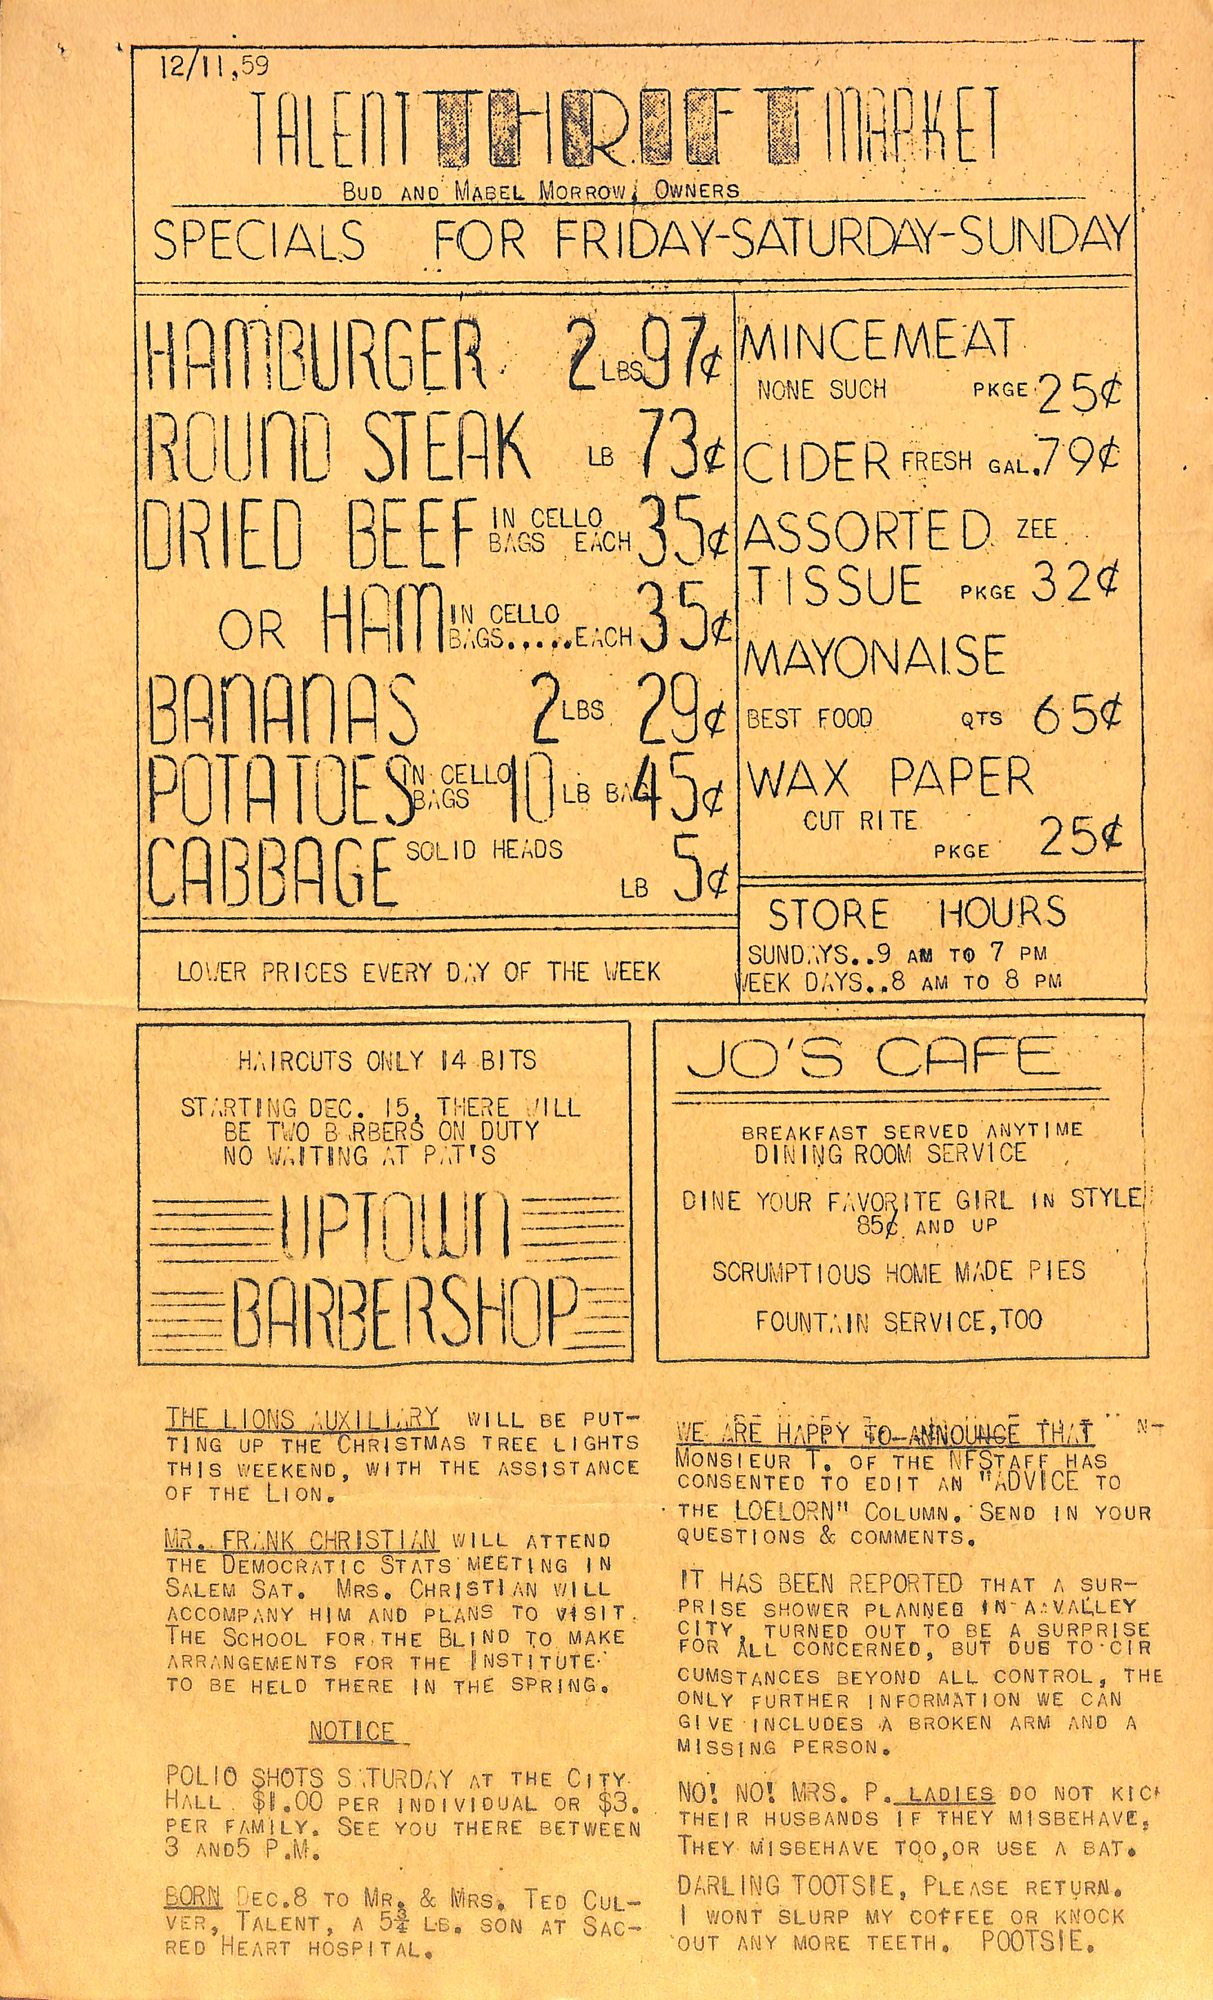 12/11,59
TALENT THRIFT MARKET
BUD AND MABEL MORROW, OWNERS
SPECIALS FOR FRIDAY-SATURDAY-SUNDAY
HAMBURGER 2 LBS 97¢
ROUND STEAK LB 73¢
DRIED BEEF IN CELLO BAGS EACH 35¢
OR HAM IN CELLO BAGS.....EACH 35¢
BANANAS 2 LBS 29¢
POTATOES IN CELLO BAGS 10 LB BAG 45¢
CABBAGE SOLID HEADS LB 5¢
LOWER PRICES EVERY DAY OF THE WEEK
MINCEMEAT
NONE SUCH PKGE 25¢
CIDER FRESH GAL.79¢
ASSORTED ZEE
TISSUE PKGE 32¢
MAYONAISE
BEST FOOD QTS 65¢
WAX PAPER
CUT RITE
PKGE 25¢
STORE HOURS
SUNDAYS..9 AM TO 7 PM
WEEK DAYS..8 AM TO 8 PM
HAIRCUTS ONLY 14 BITS
STARTING DEC. 15, THERE WILL
BE TWO BARBERS ON DUTY
NO WAITING AT PAT'S
UPTOWN
BARBERSHOP
JO'S CAFE
BREAKFAST SERVED ANYTIME
DINING ROOM SERVICE
DINE YOUR FAVORITE GIRL IN STYLE
85¢ AND UP
SCRUMPTIOUS HOME MADE PIES
FOUNTAIN SERVICE,TOO
THE LIONS AUXILIARY WILL BE PUT-
TING UP THE CHRISTMAS TREE LIGHTS
THIS WEEKEND, WITH THE ASSISTANCE
OF THE LION.
MR. FRANK CHRISTIAN WILL ATTEND
THE DEMOCRATIC STATS MEETING IN
SALEM SAT. MRS. CHRISTIAN WILL
ACCOMPANY HIM AND PLANS TO VISIT
THE SCHOOL FOR THE BLIND TO MAKE
ARRANGEMENTS FOR THE INSTITUTE
TO BE HELD THERE IN THE SPRING.
NOTICE
POLIO SHOTS SATURDAY AT THE CITY
HALL $1.00 PER INDIVIDUAL OR $3.
PER FAMILY. SEE YOU THERE BETWEEN
3 AND5 P.M.
BORN DEC.8 TO MR. & MRS. TED CUL-
VER, TALENT, A 5¾ LB. SON AT SAC-
RED HEART HOSPITAL.
WE ARE HAPPY TO ANNOUNCE THAT
MONSIEUR T. OF THE NFSTAFF HAS
CONSENTED TO EDIT AN "ADVICE TO
THE LOELORN" COLUMN. SEND IN YOUR
QUESTIONS & COMMENTS.
IT HAS BEEN REPORTED THAT A SUR-
PRISE SHOWER PLANNED IN A VALLEY
CITY, TURNED OUT TO BE A SURPRISE
FOR ALL CONCERNED, BUT DUE TO CIR
CUMSTANCES BEYOND ALL CONTROL, THE
ONLY FURTHER INFORMATION WE CAN
GIVE INCLUDES A BROKEN ARM AND A
MISSING PERSON.
NO! NO! MRS. P. LADIES DO NOT KICK
THEIR HUSBANDS IF THEY MISBEHAVE,
THEY MISBEHAVE TOO,OR USE A BAT.
DARLING TOOTSIE, PLEASE RETURN.
I WONT SLURP MY COFFEE OR KNOCK
OUT ANY MORE TEETH. POOTSIE.